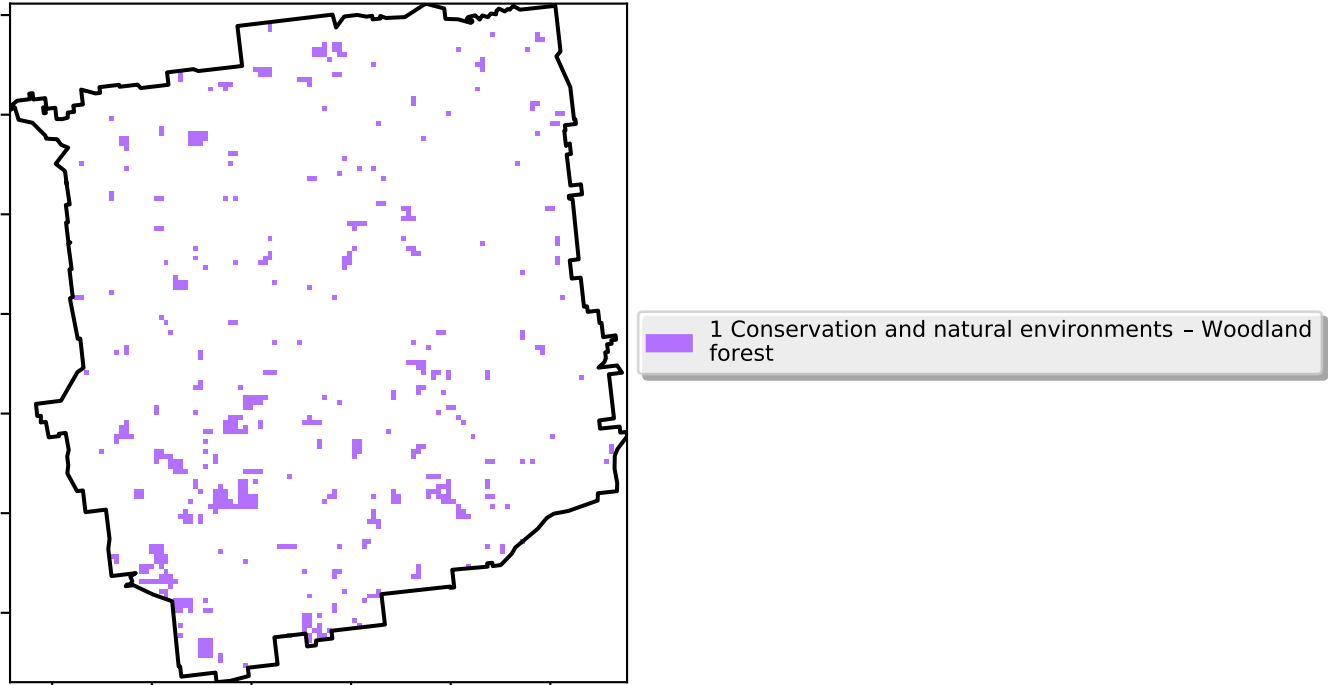 1 Conservation and natural environments – Woodland
forest